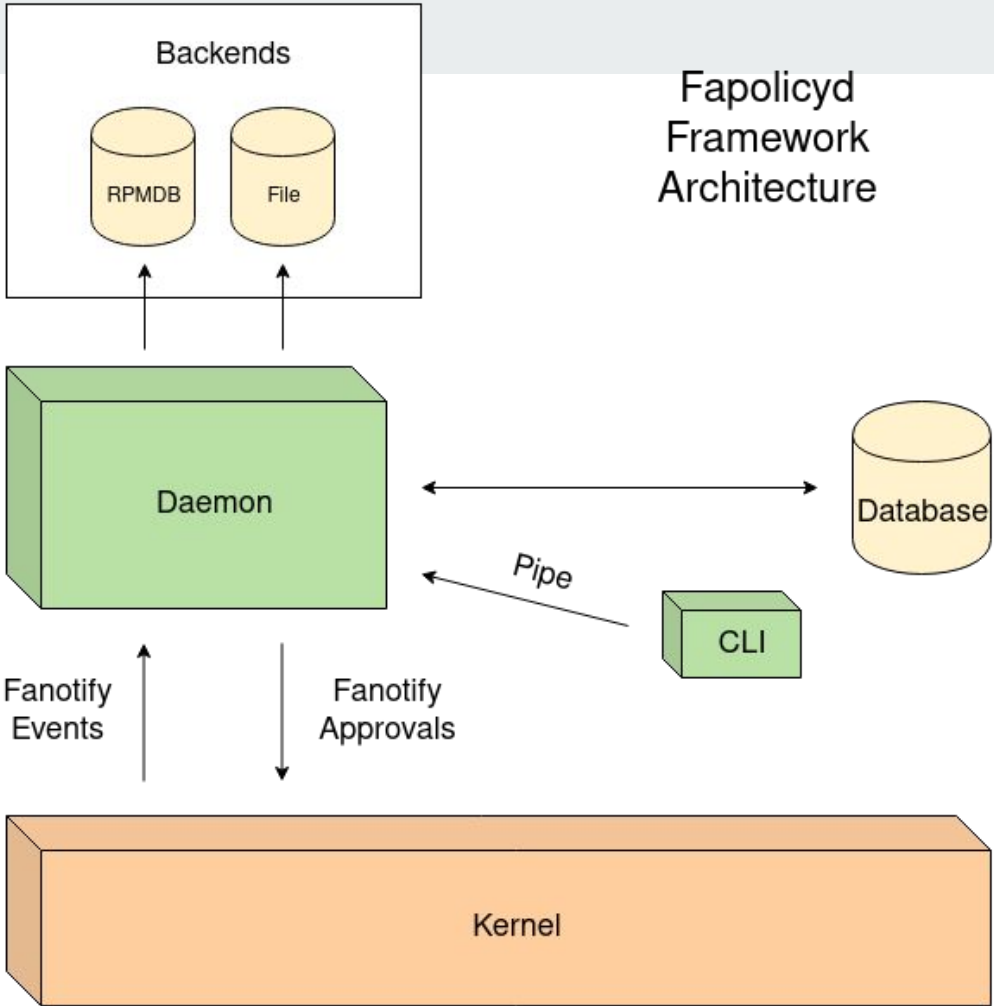 Backends
RPMDB
File
Fapolicyd
Framework
Architecture
Daemon
Database
Pipe
CLI
Fanotify
Events
Fanotify
Approvals
Kernel